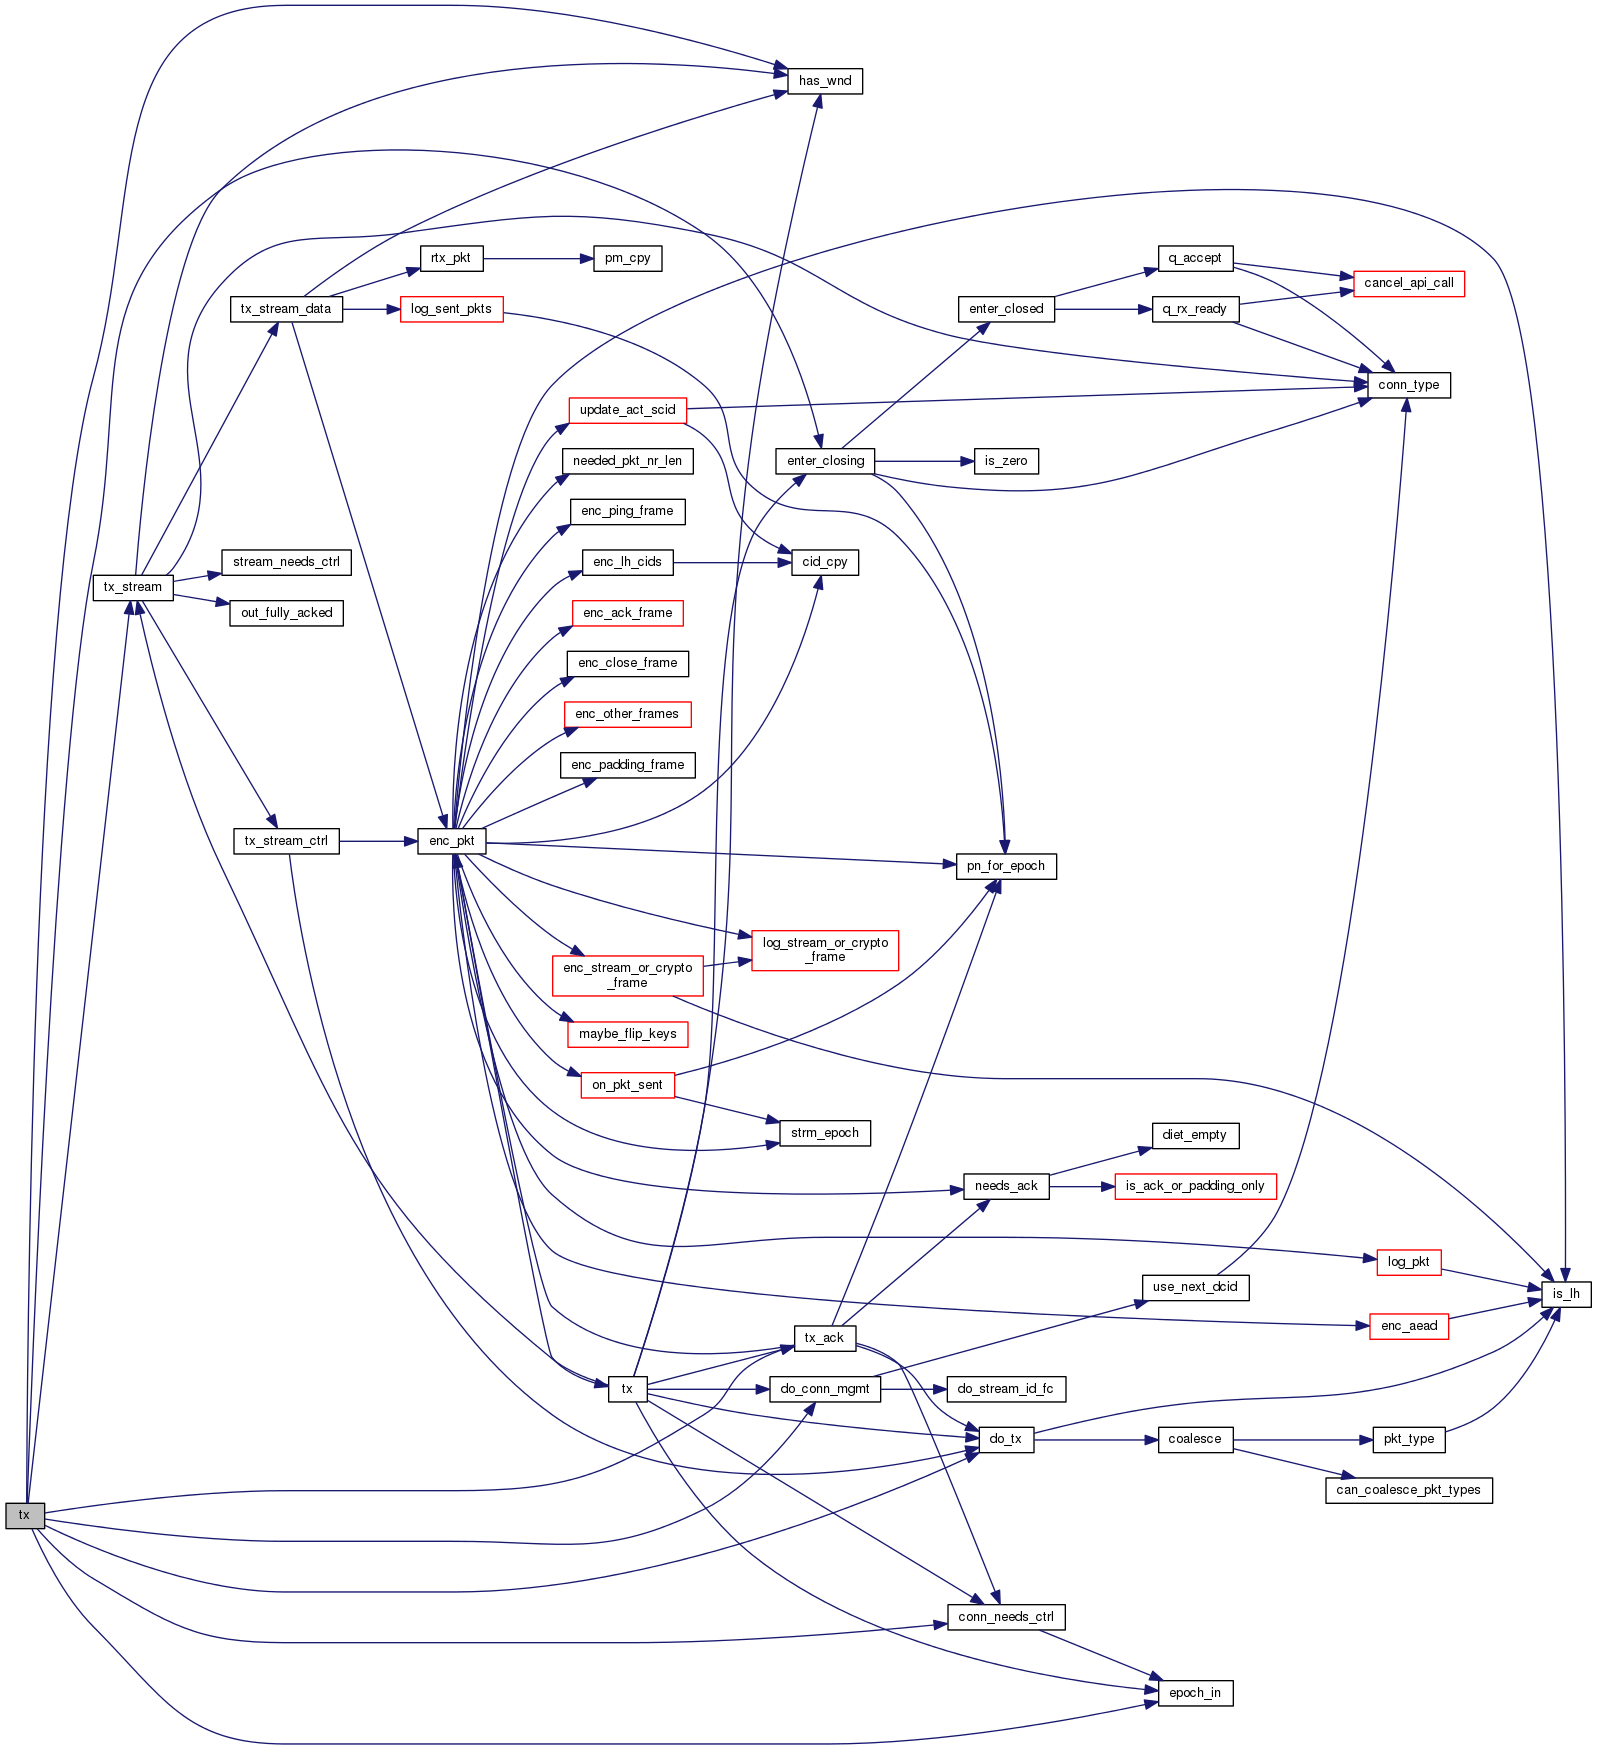 has_wnd
rtx_pkt
pm_cpy
q_accept
cancel_api_call
tx_stream_data
log_sent_pkts
enter_closed
q_rx_ready
conn_type
update_act_scid
needed_pkt_nr_len
enter_closing
is_zero
enc_ping_frame
stream_needs_ctrl
enc_lh_cids
cid_cpy
tx_stream
out_fully_acked
enc_ack_frame
enc_close_frame
enc_other_frames
enc_padding_frame
tx_stream_ctrl
enc_pkt
pn_for_epoch
log_stream_or_crypto
_frame
enc_stream_or_crypto
_frame
maybe_flip_keys
on_pkt_sent
strm_epoch
diet_empty
needs_ack
is_ack_or_padding_only
log_pkt
use_next_dcid
is_lh
enc_aead
tx_ack
tx
do_conn_mgmt
do_stream_id_fc
do_tx
coalesce
pkt_type
can_coalesce_pkt_types
tx
conn_needs_ctrl
epoch_in